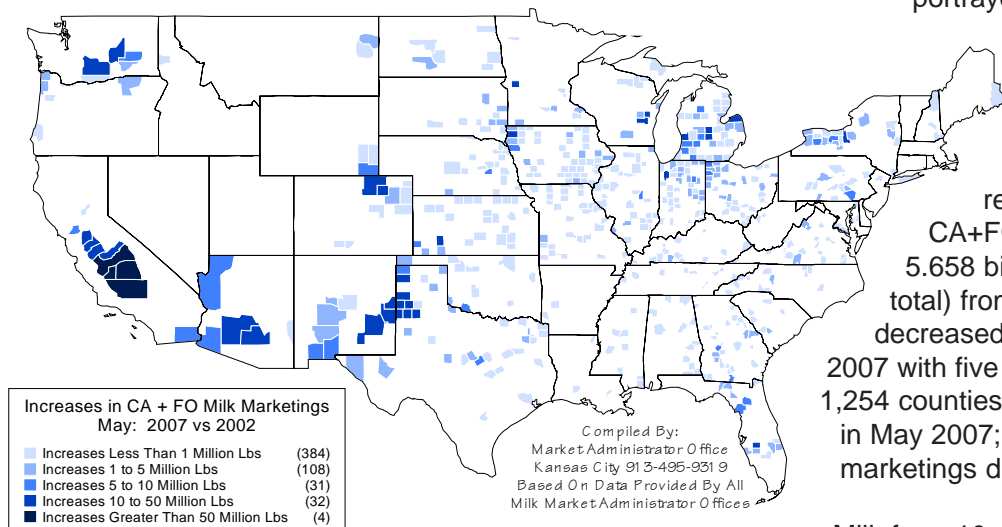 portraye
re
CA+FO
5.658 bi
total) from
decreased
2007 with five
1,254 counties
in May 2007;
marketings d
Increases in CA + FO Milk Marketings
May: 2007 vs 2002
Increases Less Than 1 Million Lbs (384)
Increases 1 to 5 Million Lbs (108)
Increases 5 to 10 Million Lbs (31)
Increases 10 to 50 Million Lbs (32)
Increases Greater Than 50 Million Lbs (4)
Compiled By:
Market Administrator Office
Kansas City 913-495-9319
Based On Data Provided By All
Milk Market Administrator Offices